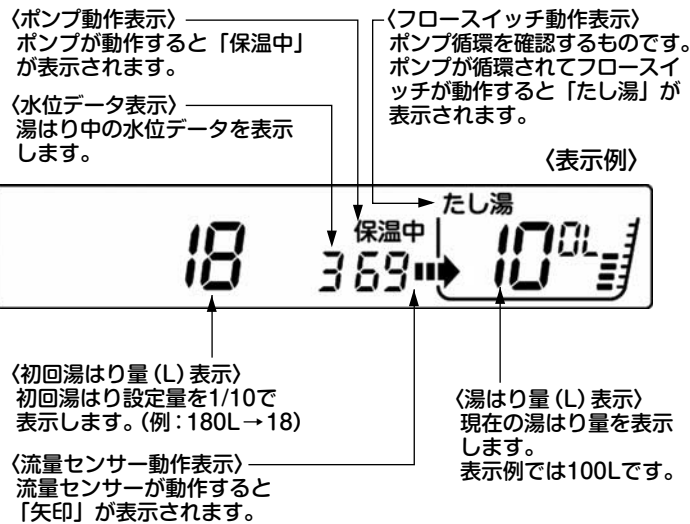 〈ポンプ動作表示〉
ポンプが動作すると「保温中」
が表示されます。
〈水位データ表示〉
湯はり中の水位データを表示
します。
〈フロースイッチ動作表示〉
ポンプ循環を確認するものです。
ポンプが循環されてフロースイ
ッチが動作すると「たし湯」が
表示されます。
〈表示例〉
たし湯
保温中
18
369
100L
〈初回湯はり量(L)表示〉
初回湯はり設定量を1/10で
表示します。(例：180L→18)
〈流量センサー動作表示〉
流量センサーが動作すると
「矢印」が表示されます。
〈湯はり量(L)表示〉
現在の湯はり量を表示
します。
表示例では100Lです。